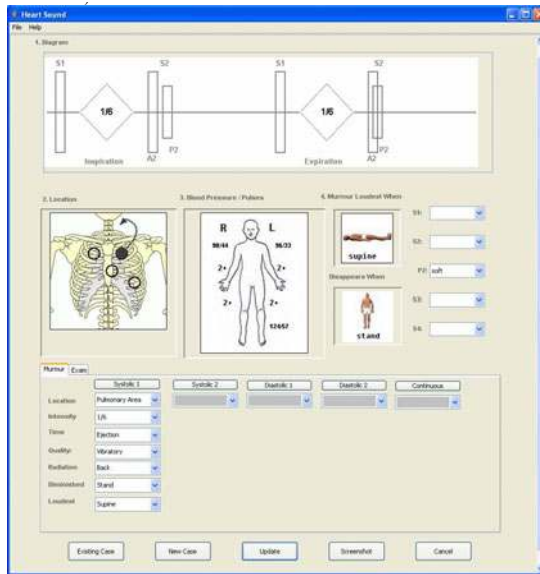 Heart Sound
File Help
1. Diagram
S1 S2 S1 S2
1/6 1/6
P2 P2
A2 A2
Inspiration Expiration
2. Location
3. Blood Pressure / Pulses
4. Murmour Loudest When
R L
2+ 2+
2+ 2+
supine
Disappears When
stand
S1:
S2:
P2: soft
S3:
S4:
Murmur Exam
Systolic 1 Systolic 2 Diastolic 1 Diastolic 2 Continuous
Location Pulmonary Area
Intensity 1/6
Time Ejection
Quality: Vibratory
Radiation Back
Diminished Stand
Loudest Supine
Existing Case New Case Update Screenshot Cancel